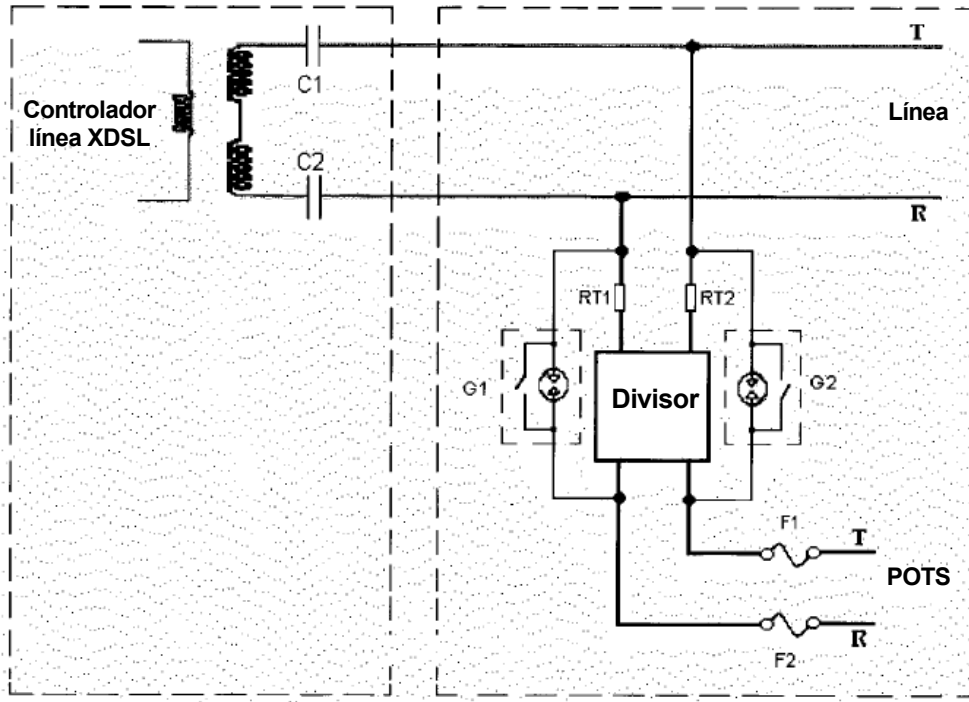 T
C1
Controlador
línea XDSL
Línea
C2
R
RT1
RT2
G1
Divisor
G2
F1
T
POTS
R
F2